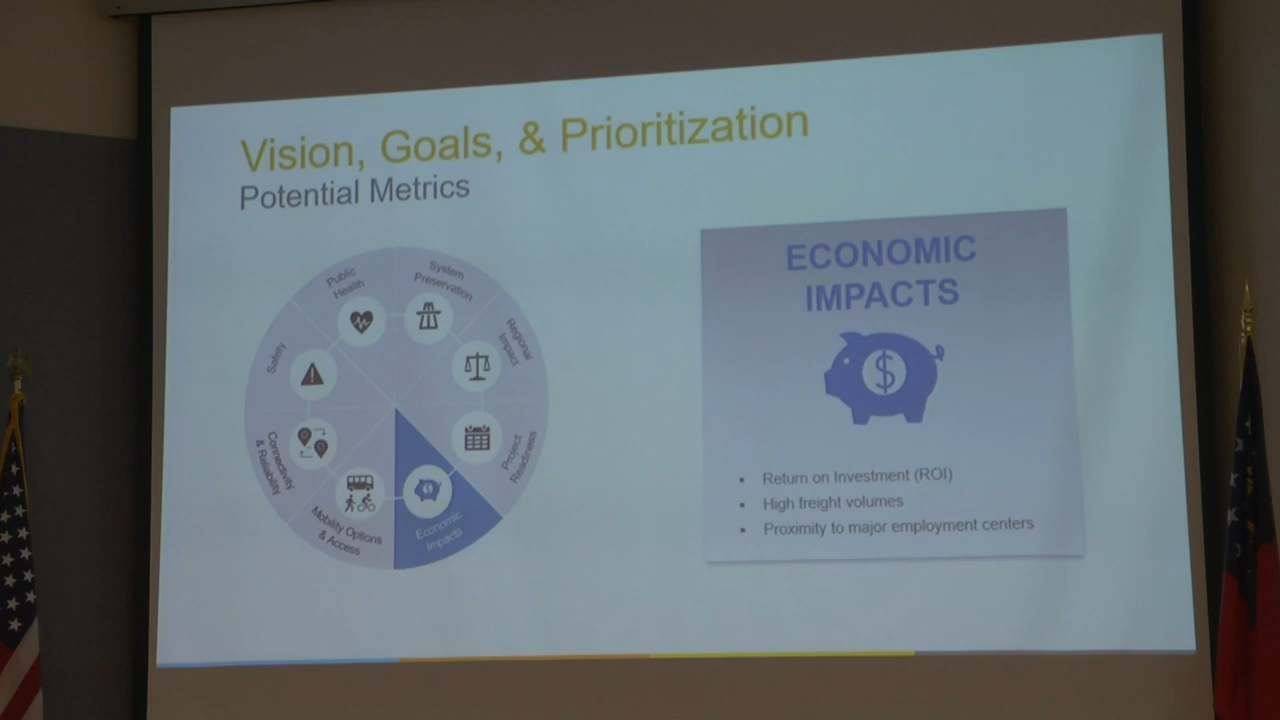 Vision, Goals, & Prioritization
Potential Metrics
Public
Health
System
Preservation
Regional
Impact
Project
Readiness
Economic
Impacts
Mobility Options
& Access
Connectivity
& Reliability
Safety
ECONOMIC
IMPACTS
$
• Return on Investment (ROI)
• High freight volumes
• Proximity to major employment centers